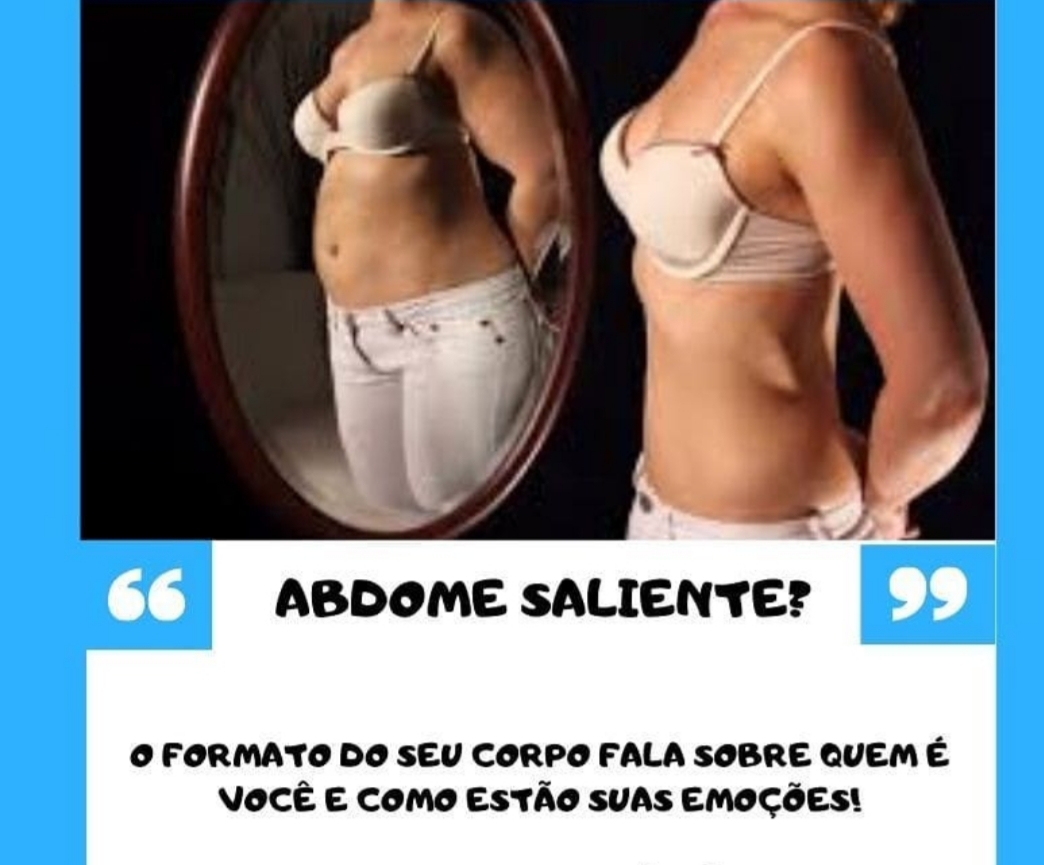 “ ABDOME SALIENTE? ”
O FORMATO DO SEU CORPO FALA SOBRE QUEM É
VOCÊ E COMO ESTÃO SUAS EMOÇÕES!